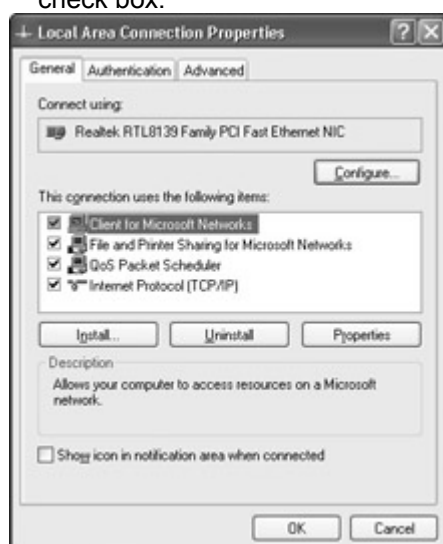 check box.
Local Area Connection Properties
General Authentication Advanced
Connect using:
Realtek RTL8139 Family PCI Fast Ethernet NIC
Configure...
This connection uses the following items:
Client for Microsoft Networks
File and Printer Sharing for Microsoft Networks
QoS Packet Scheduler
Internet Protocol (TCP/IP)
Install... Uninstall Properties
Description
Allows your computer to access resources on a Microsoft
network.
Show icon in notification area when connected
OK Cancel